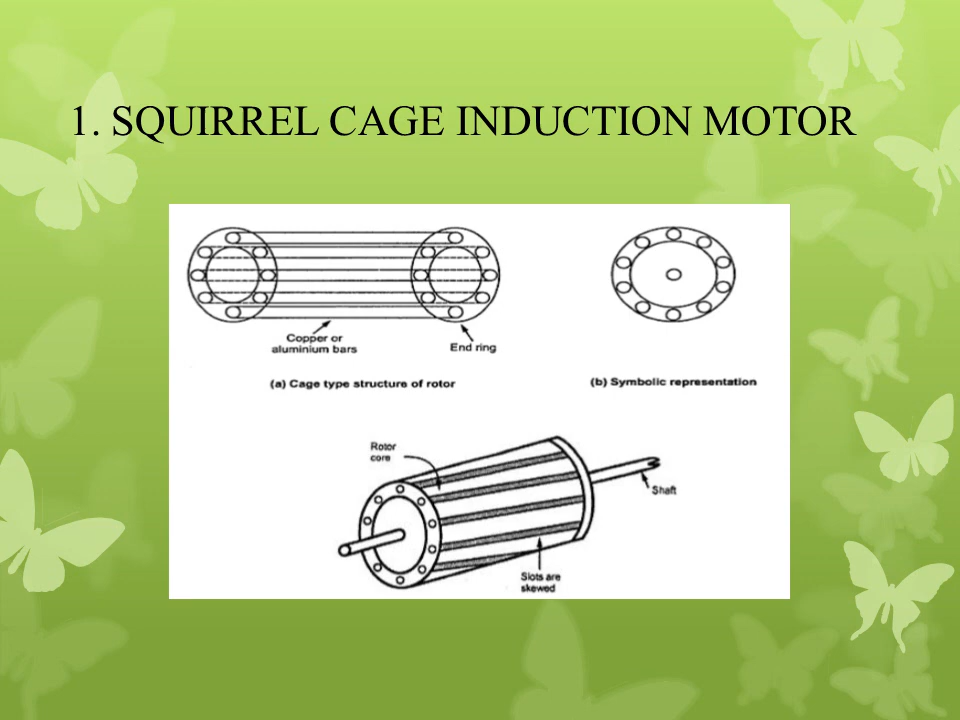 1. SQUIRREL CAGE INDUCTION MOTOR
Copper or
aluminium bars
End ring
(a) Cage type structure of rotor
(b) Symbolic representation
Rotor
core
Shaft
Slots are
skewed